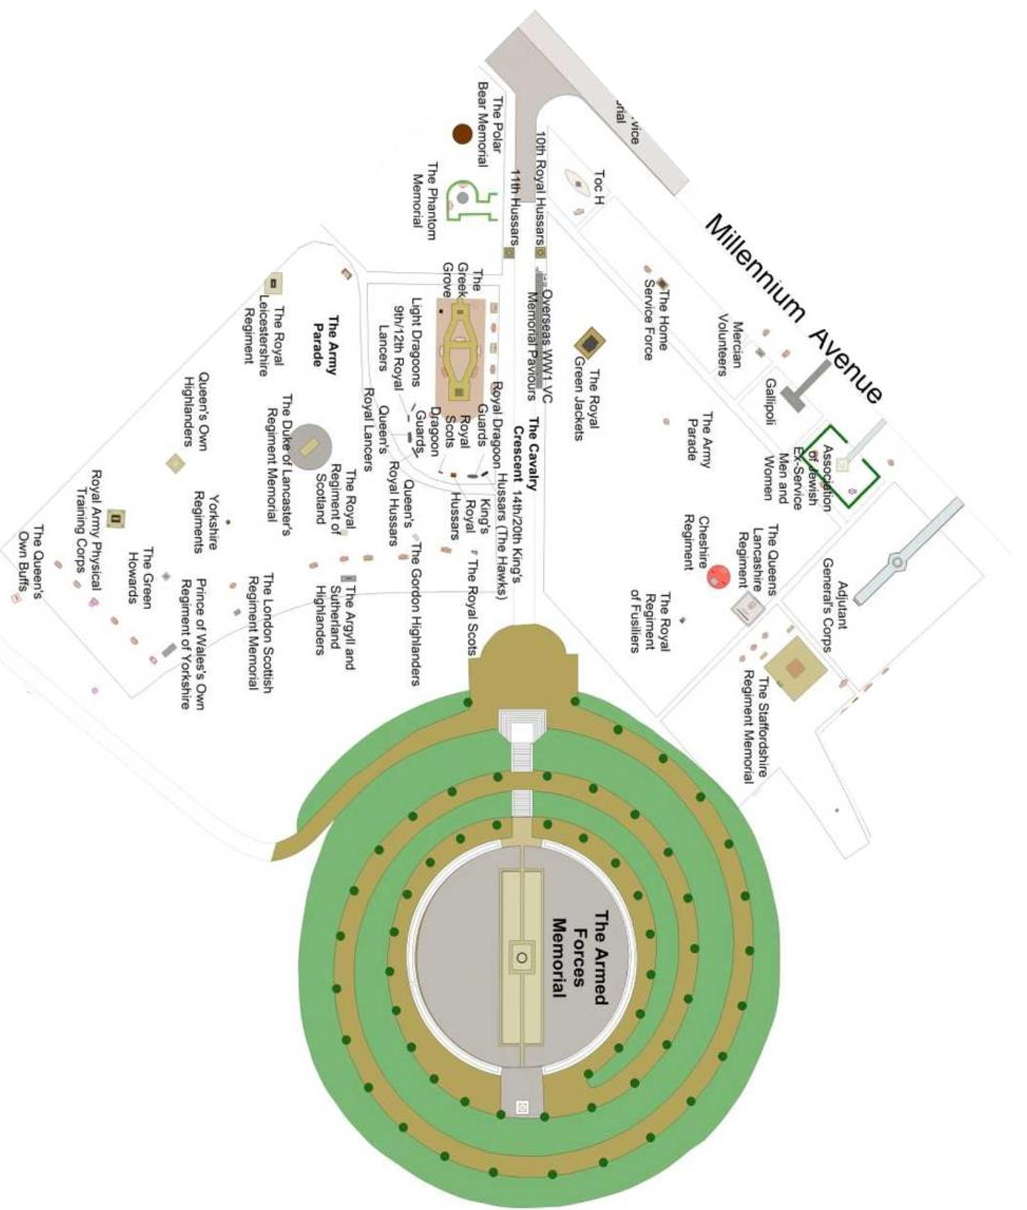 Millennium Avenue
Toc H
10th Royal Hussars
11th Hussars
The Polar
Bear Memorial
The Phantom
Memorial
The Home
Service Force
Mercian
Volunteers
Gallipoli
Association
of Jewish
Ex-Service
Men and
Women
Adjutant
General's Corps
The Queens
Lancashire
Regiment
The Staffordshire
Regiment Memorial
Cheshire
Regiment
The Royal
Regiment
of Fusiliers
The Army
Parade
The Royal
Green Jackets
Overseas WW1 VC
Memorial Paviours
The Cavalry
Crescent
14th/20th King's
Hussars (The Hawks)
King's
Royal
Hussars
Royal Dragoon
Guards
Royal
Scots
Dragoon
Guards
The
Greek
Grove
Light Dragoons
9th/12th Royal
Lancers
Queen's
Royal Lancers
Queen's
Royal Hussars
The Royal Scots
The Gordon Highlanders
The Argyll and
Sutherland
Highlanders
The Royal
Regiment of
Scotland
The Army
Parade
The Royal
Leicestershire
Regiment
The Duke of Lancaster's
Regiment Memorial
The London Scottish
Regiment Memorial
Queen's Own
Highlanders
Yorkshire
Regiments
Prince of Wales's Own
Regiment of Yorkshire
The Green
Howards
Royal Army Physical
Training Corps
The Queen's
Own Buffs
The Armed
Forces
Memorial